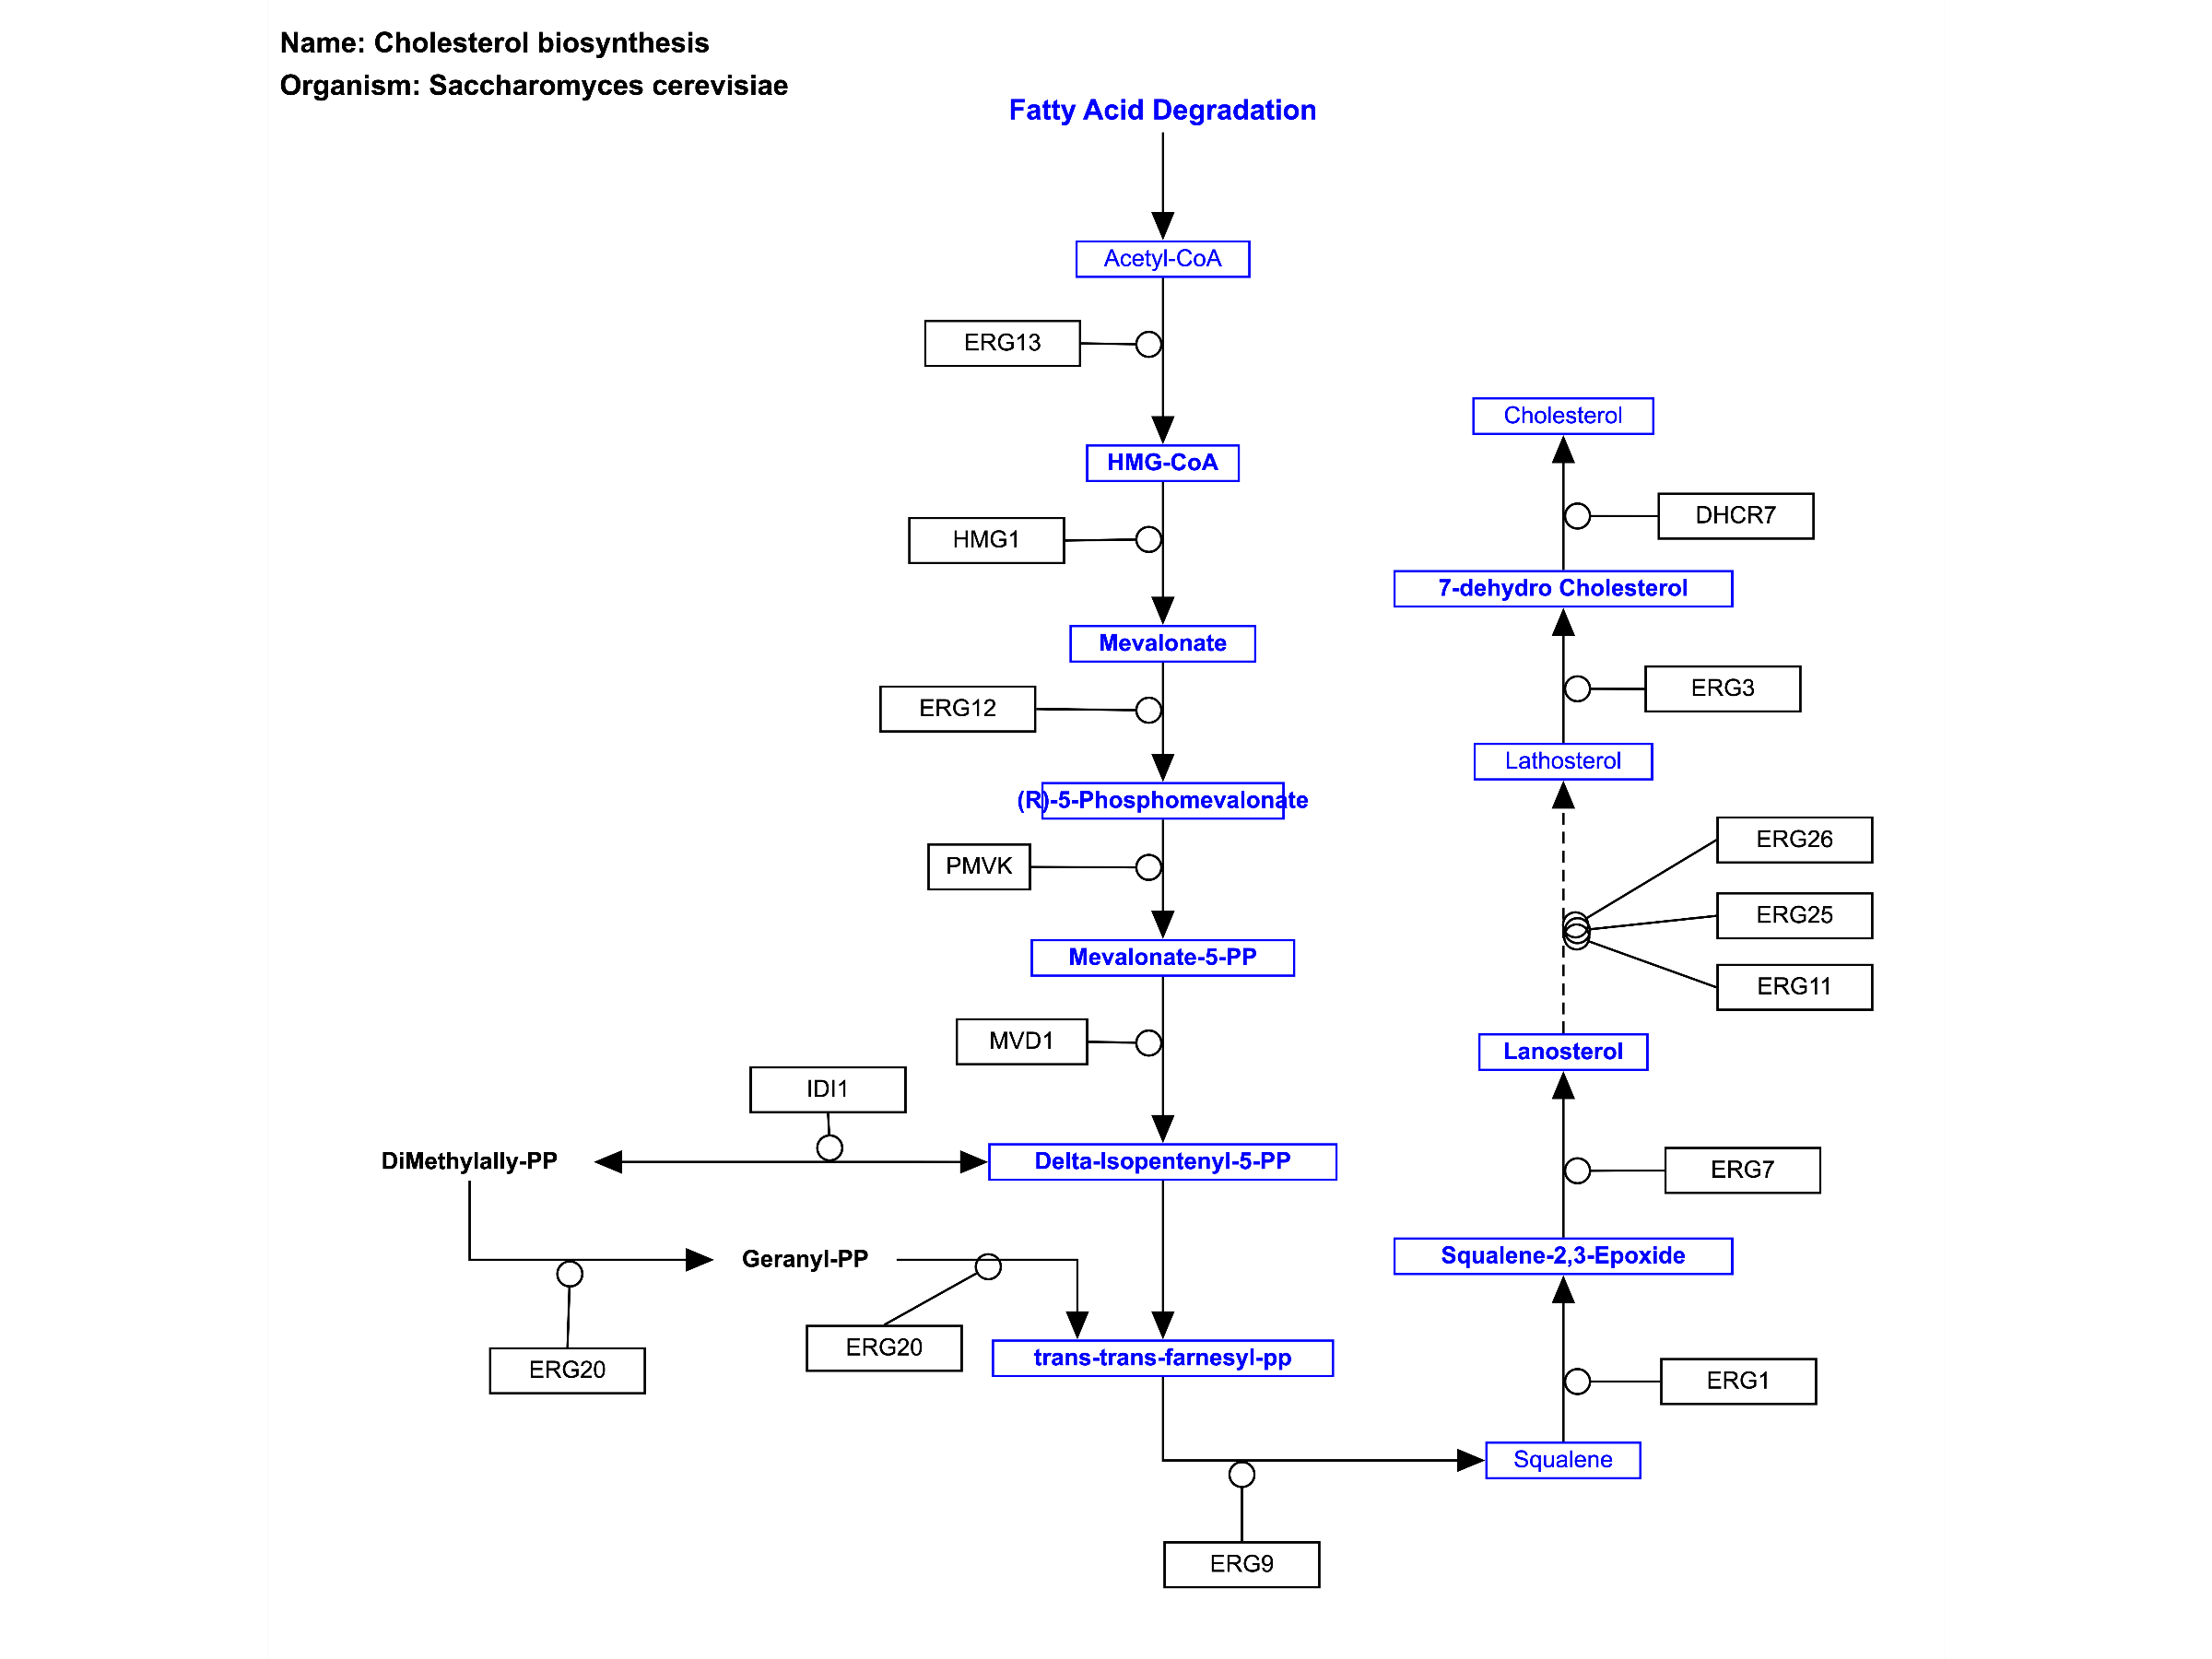 Name: Cholesterol biosynthesis
Organism: Saccharomyces cerevisiae
Fatty Acid Degradation
Acetyl-CoA
ERG13
HMG-CoA
HMG1
Mevalonate
ERG12
(R)-5-Phosphomevalonate
PMVK
Mevalonate-5-PP
MVD1
IDI1
DiMethylally-PP
Delta-Isopentenyl-5-PP
Geranyl-PP
ERG20
ERG20
trans-trans-farnesyl-pp
ERG9
Cholesterol
DHCR7
7-dehydro Cholesterol
ERG3
Lathosterol
ERG26
ERG25
ERG11
Lanosterol
ERG7
Squalene-2,3-Epoxide
ERG1
Squalene